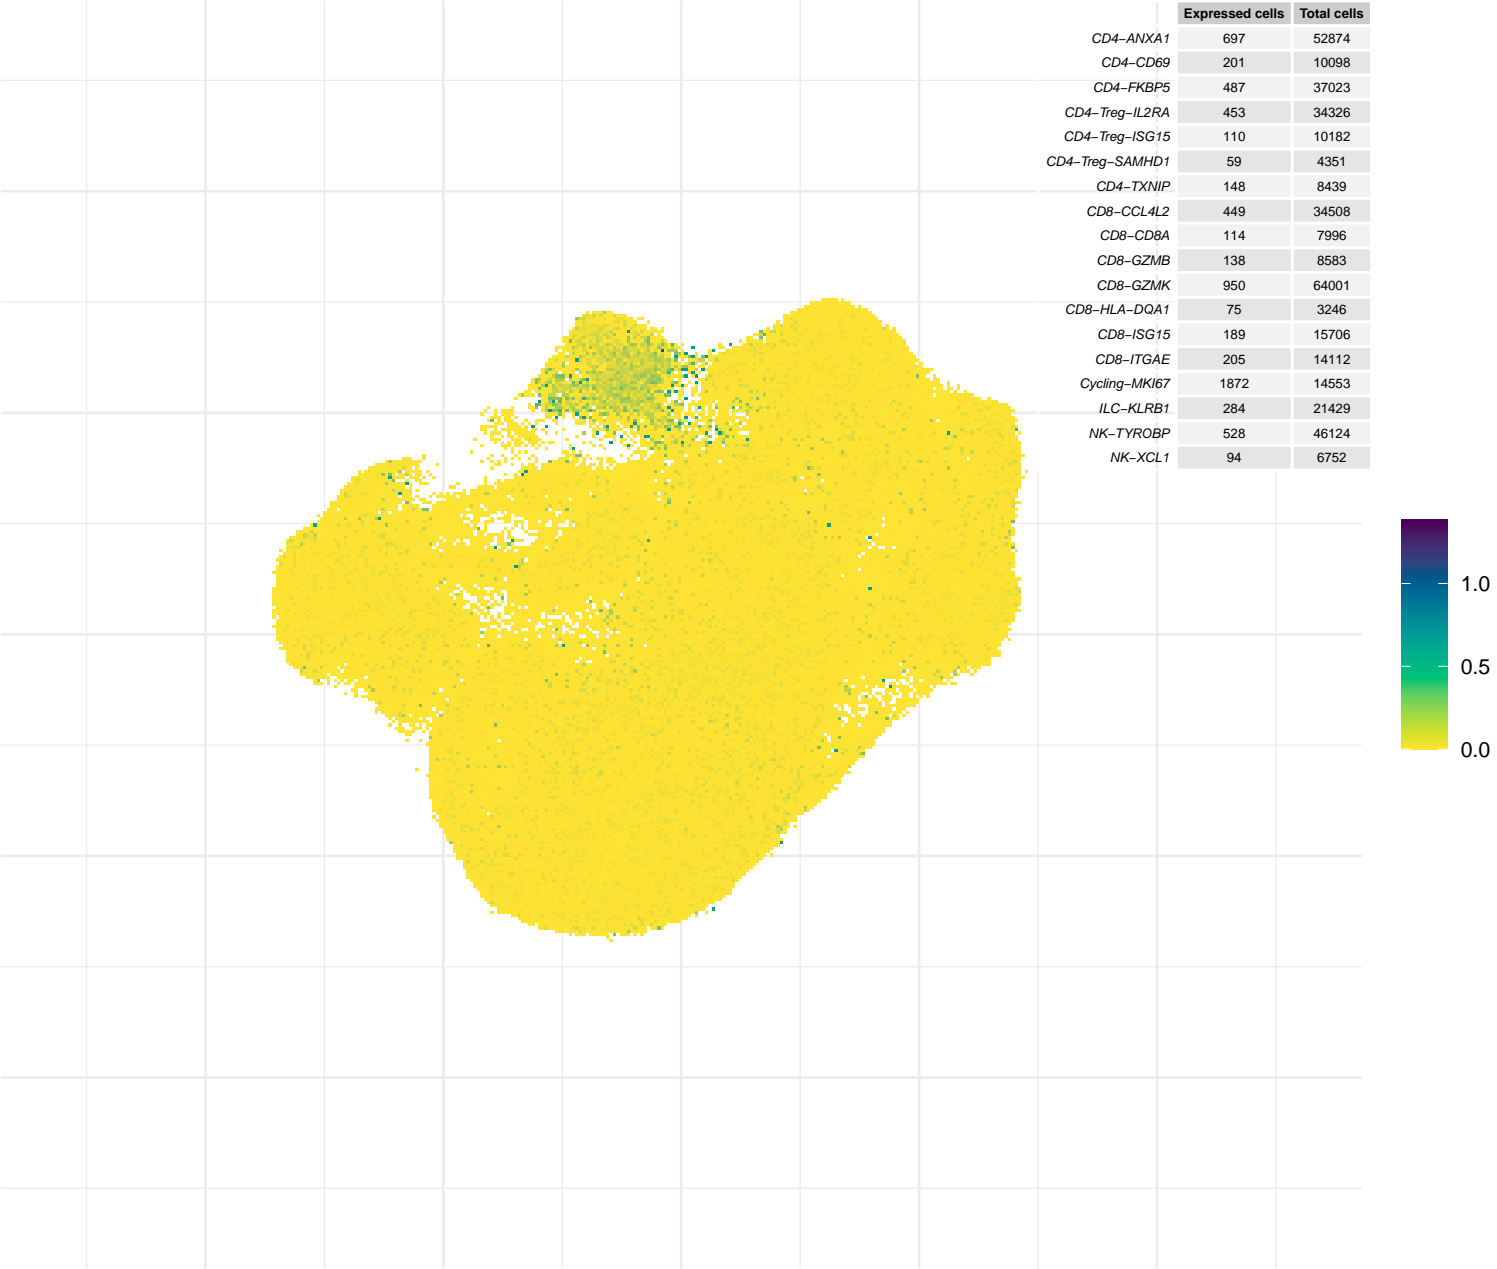 Expressed cells Total cells
CD4−ANXA1 697 52874
CD4−CD69 201 10098
CD4−FKBP5 487 37023
CD4−Treg−IL2RA 453 34326
CD4−Treg−ISG15 110 10182
CD4−Treg−SAMHD1 59 4351
CD4−TXNIP 148 8439
CD8−CCL4L2 449 34508
CD8−CD8A 114 7996
CD8−GZMB 138 8583
CD8−GZMK 950 64001
CD8−HLA−DQA1 75 3246
CD8−ISG15 189 15706
CD8−ITGAE 205 14112
Cycling−MKI67 1872 14553
ILC−KLRB1 284 21429
NK−TYROBP 528 46124
NK−XCL1 94 6752
1.0
0.5
0.0